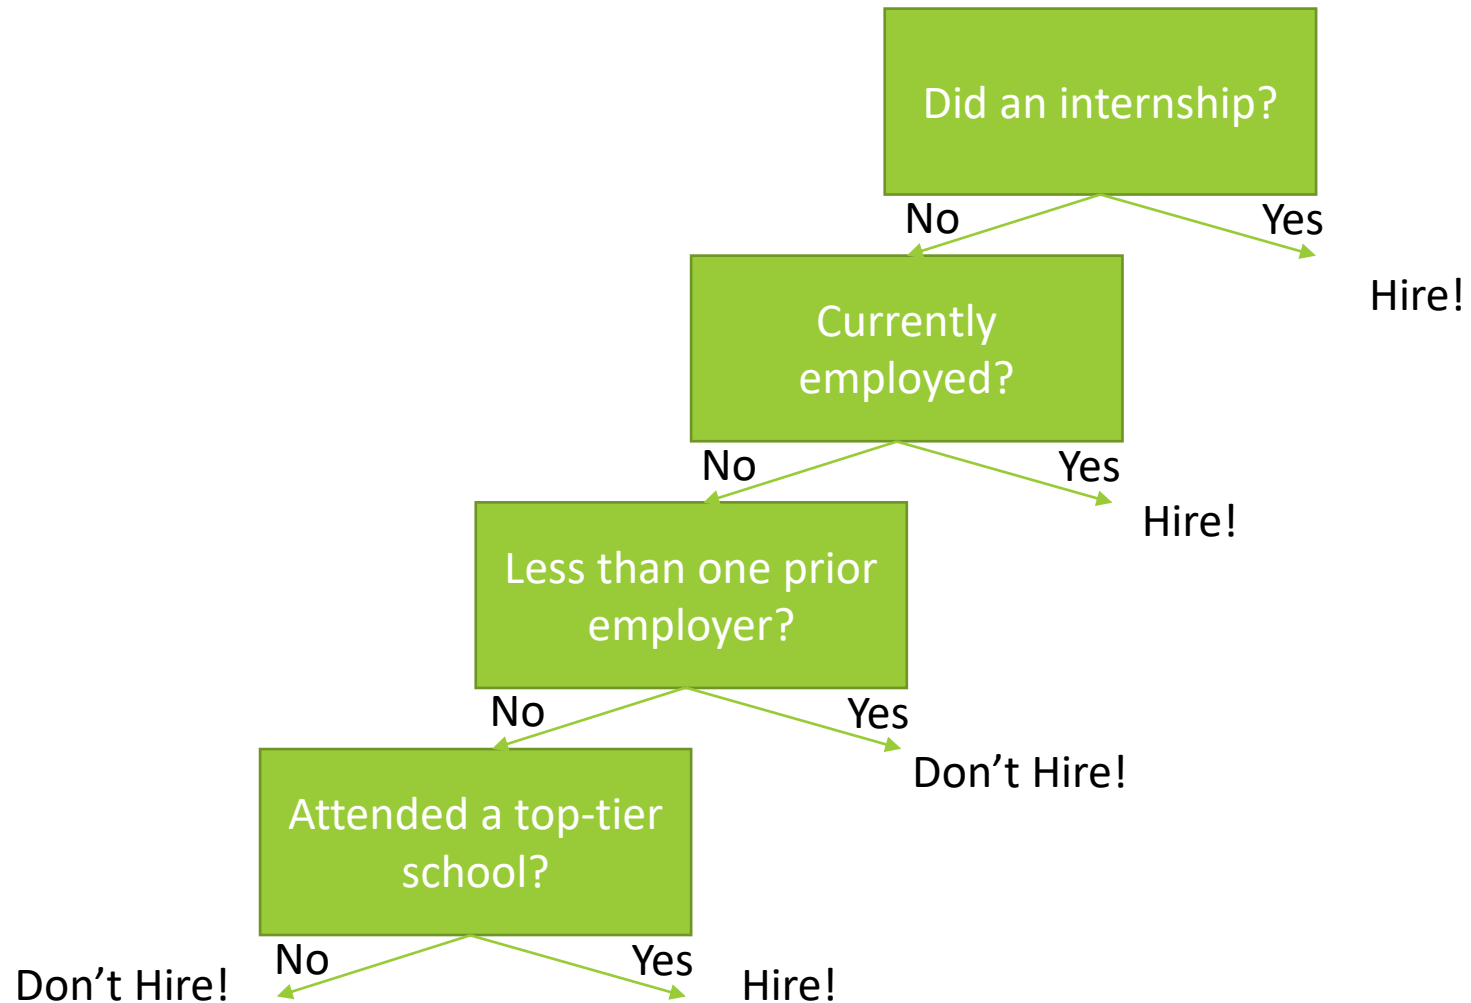 Did an internship?
No
Yes
Hire!
Currently
employed?
No
Yes
Hire!
Less than one prior
employer?
No
Yes
Don’t Hire!
Attended a top-tier
school?
No
Yes
Don’t Hire!
Hire!